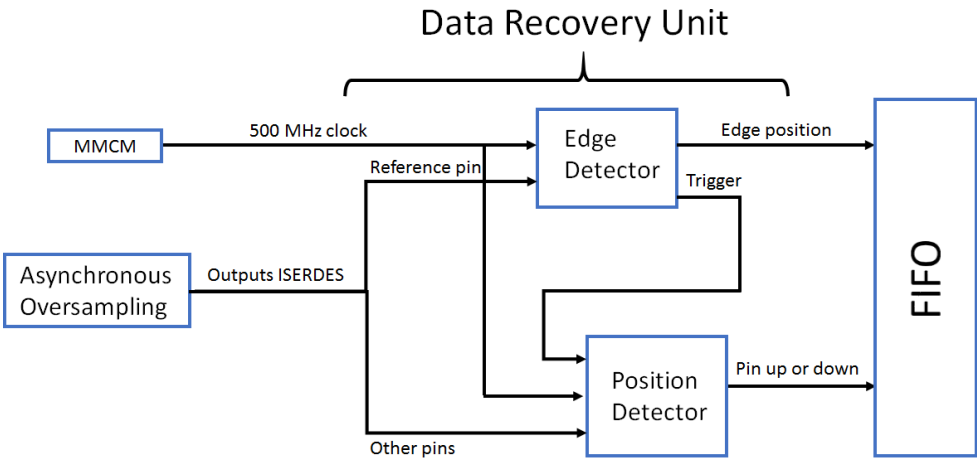 Data Recovery Unit
MMCM
500 MHz clock
Edge
Detector
Edge position
Reference pin
Trigger
Asynchronous
Oversampling
Outputs ISERDES
FIFO
Position
Detector
Pin up or down
Other pins